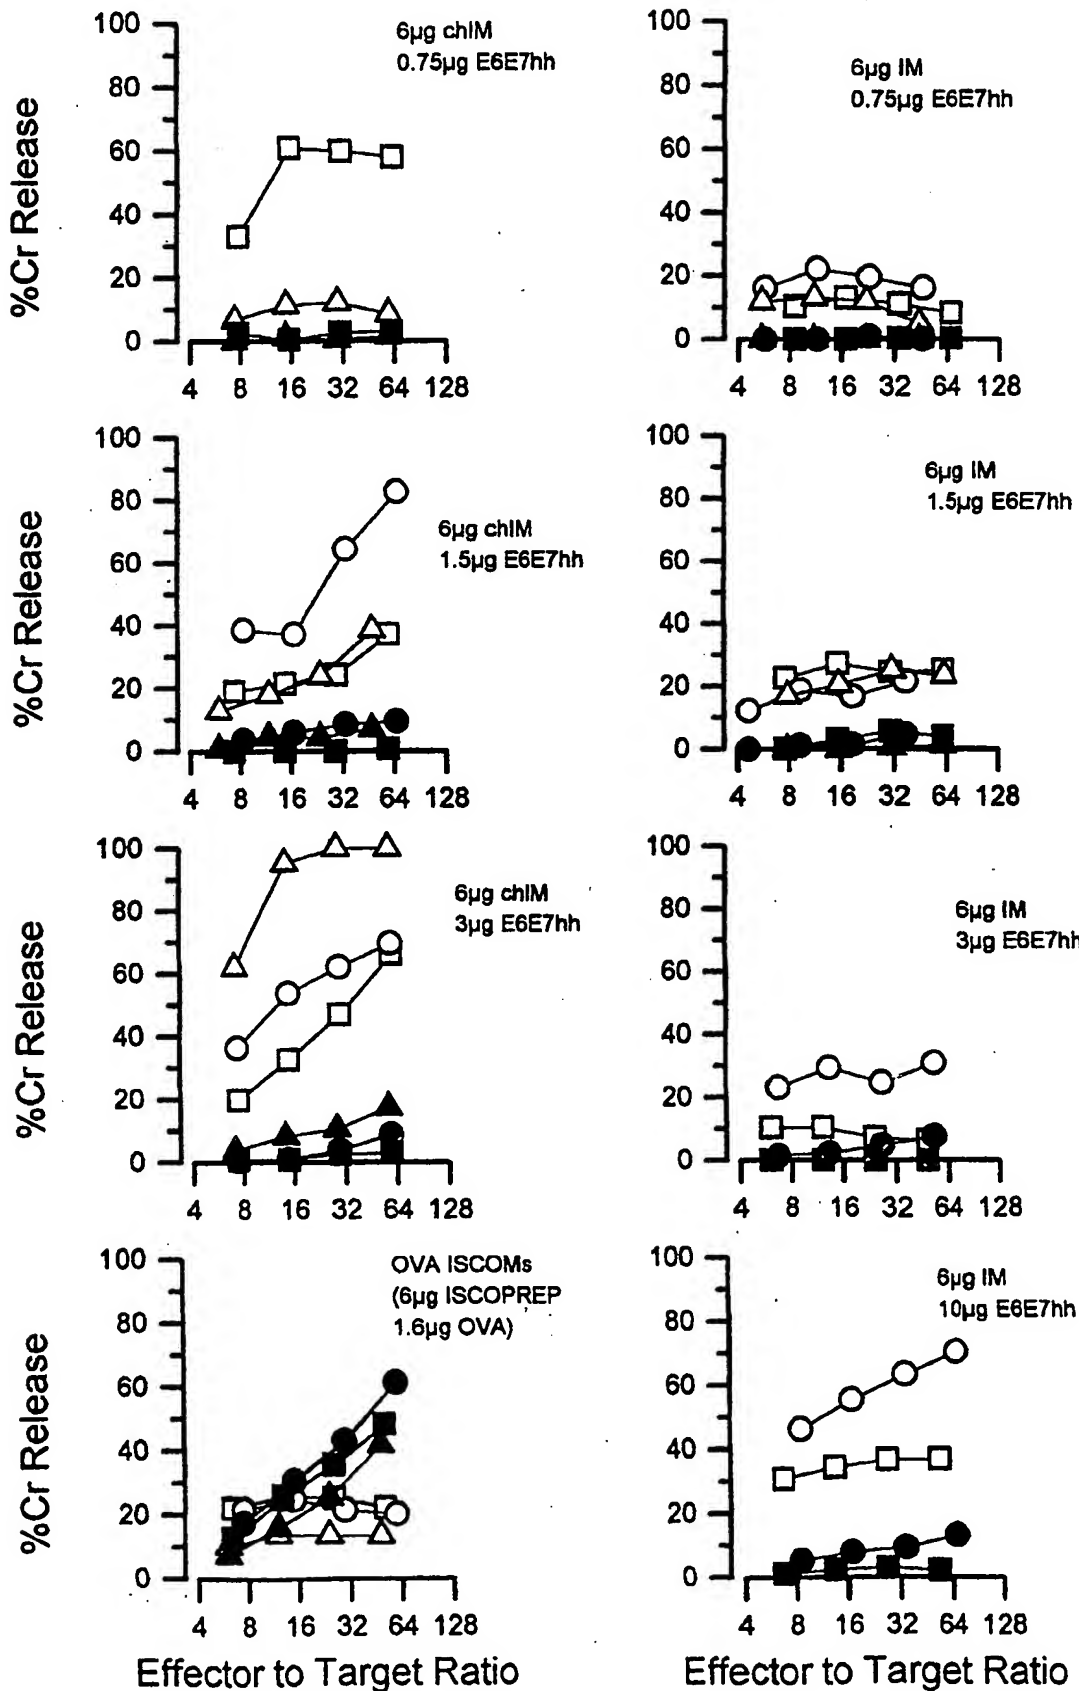 6µg chIM
0.75µg E6E7hh
%Cr Release
100
80
60
40
20
0
4 8 16 32 64 128
6µg IM
0.75µg E6E7hh
100
80
60
40
20
0
4 8 16 32 64 128
6µg chIM
1.5µg E6E7hh
%Cr Release
100
80
60
40
20
0
4 8 16 32 64 128
6µg IM
1.5µg E6E7hh
100
80
60
40
20
0
4 8 16 32 64 128
6µg chIM
3µg E6E7hh
%Cr Release
100
80
60
40
20
0
4 8 16 32 64 128
6µg IM
3µg E6E7hh
100
80
60
40
20
0
4 8 16 32 64 128
OVA ISCOMs
(6µg ISCOPREP
1.6µg OVA)
%Cr Release
100
80
60
40
20
0
4 8 16 32 64 128
Effector to Target Ratio
6µg IM
10µg E6E7hh
100
80
60
40
20
0
4 8 16 32 64 128
Effector to Target Ratio